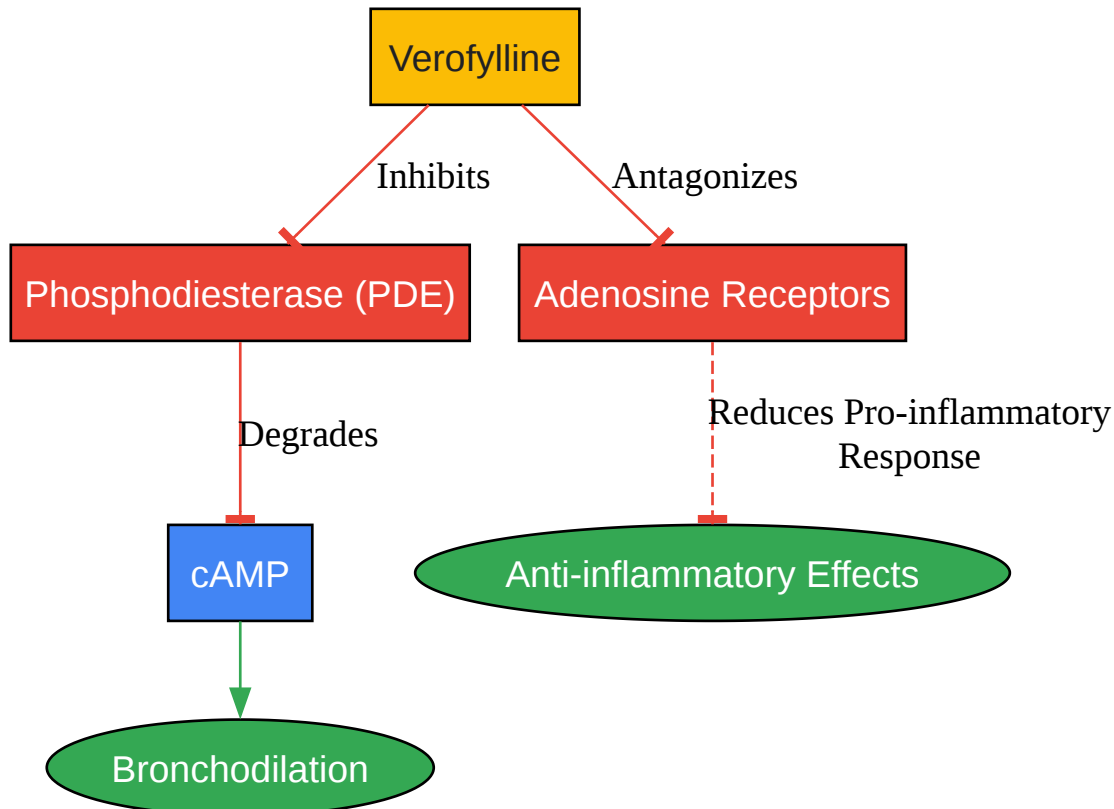 Verofylline
Inhibits
Antagonizes
Phosphodiesterase (PDE)
Adenosine Receptors
Reduces Pro-inflammatory
Response
Degrades
cAMP
Anti-inflammatory Effects
Bronchodilation